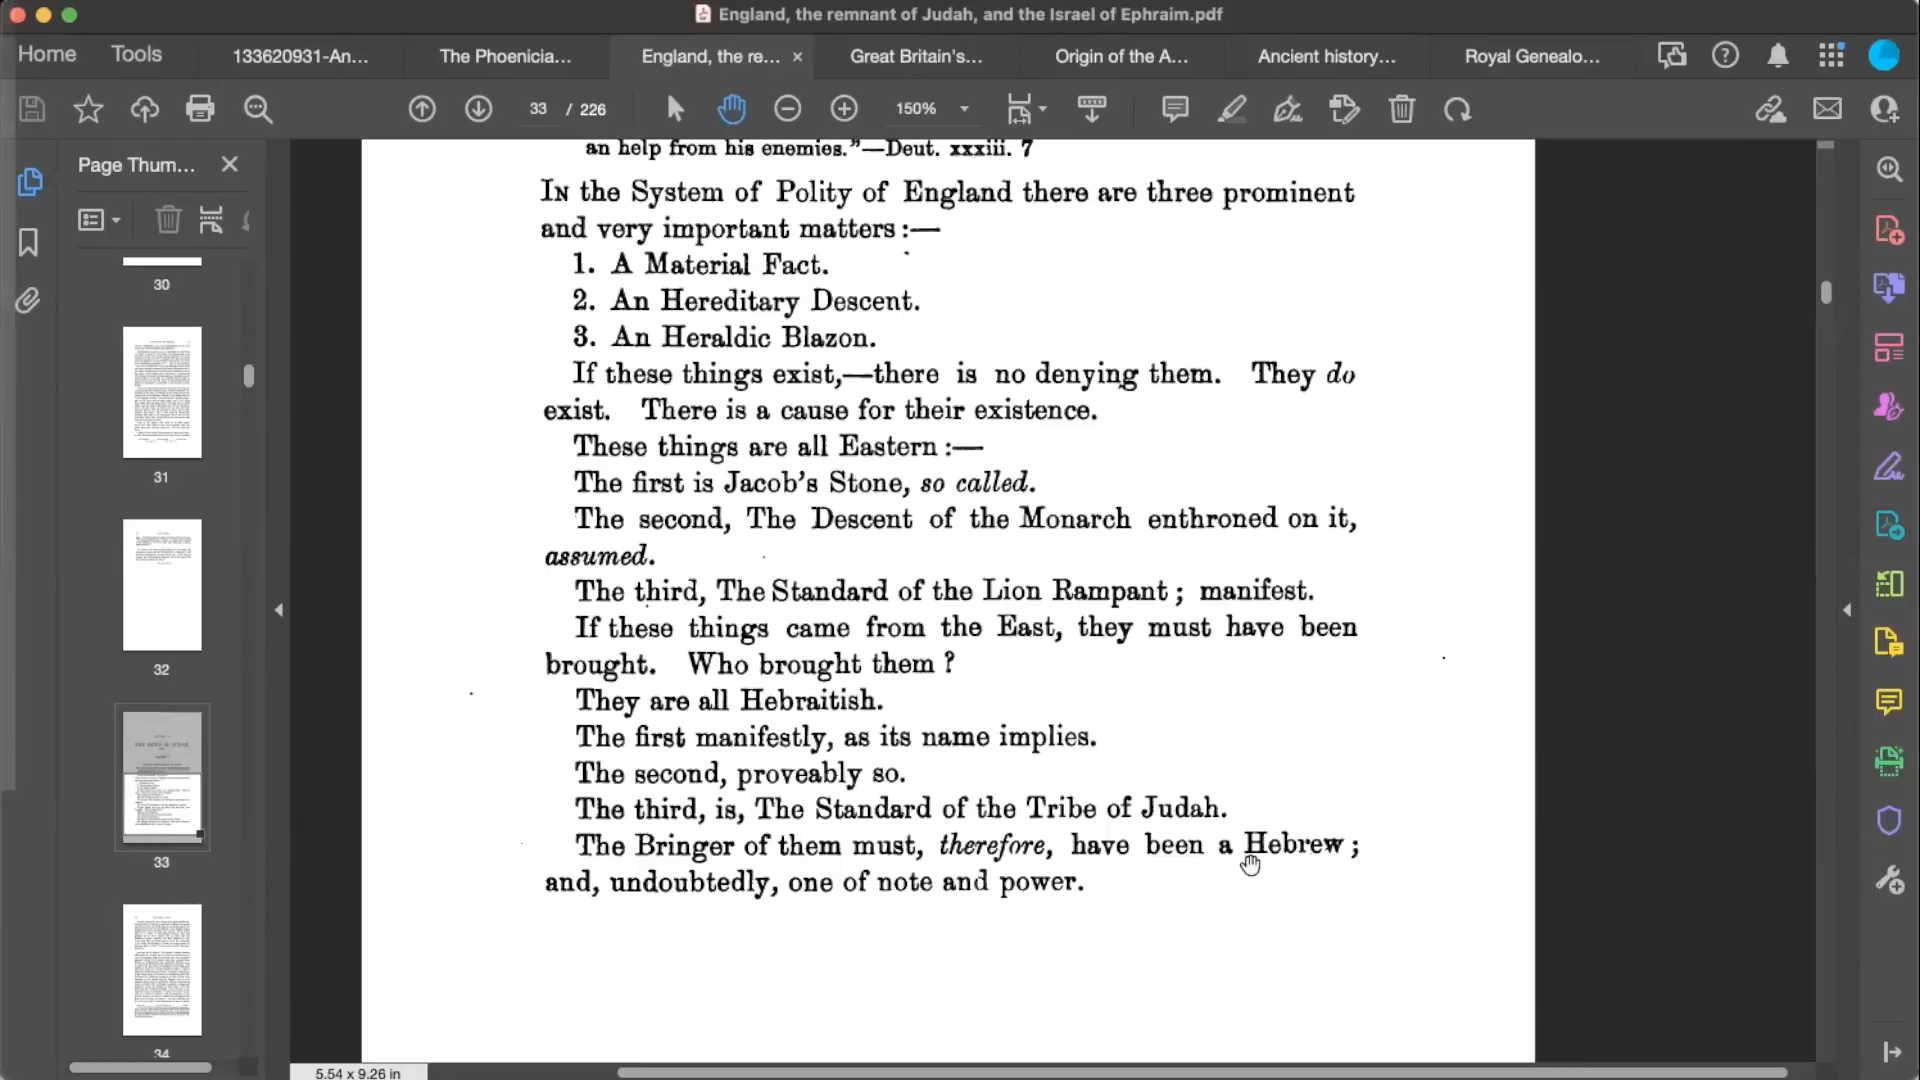 England, the remnant of Judah, and the Israel of Ephraim.pdf
Home Tools 133620931-An... The Phoenicia... England, the re... Great Britain's... Origin of the A... Ancient history... Royal Genealo...
33 / 226 150%
Page Thum...
30
31
32
33
34
an help from his enemies."—Deut. xxxiii. 7
IN the System of Polity of England there are three prominent
and very important matters :—
1. A Material Fact.
2. An Hereditary Descent.
3. An Heraldic Blazon.
If these things exist,—there is no denying them. They do
exist. There is a cause for their existence.
These things are all Eastern :—
The first is Jacob's Stone, so called.
The second, The Descent of the Monarch enthroned on it,
assumed.
The third, The Standard of the Lion Rampant ; manifest.
If these things came from the East, they must have been
brought. Who brought them ?
They are all Hebraitish.
The first manifestly, as its name implies.
The second, proveably so.
The third, is, The Standard of the Tribe of Judah.
The Bringer of them must, therefore, have been a Hebrew ;
and, undoubtedly, one of note and power.
5.54 x 9.26 in